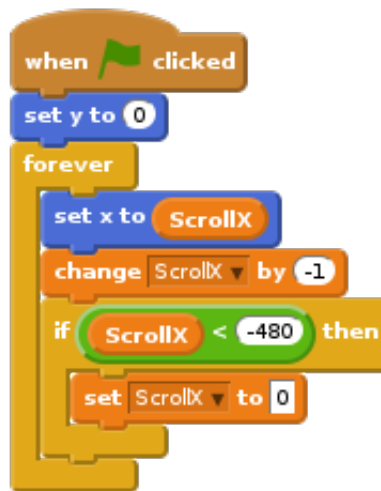 when clicked
set y to 0
forever
set x to ScrollX
change ScrollX by -1
if ScrollX < -480 then
set ScrollX to 0